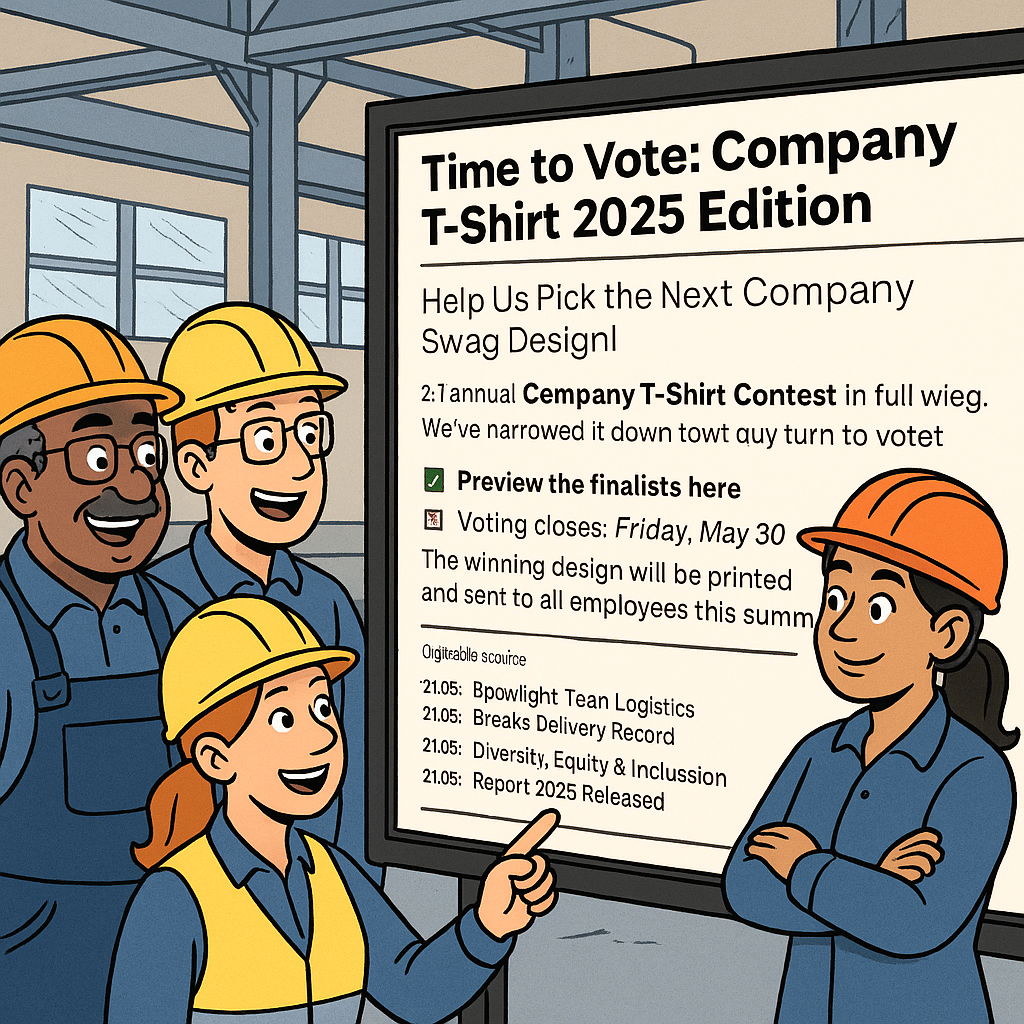 Time to Vote: Company
T-Shirt 2025 Edition
Help Us Pick the Next Company
Swag Designl
2:7 annual Cempany T-Shirt Contest in full wieg.
We've narrowed it down towt quy turn to votet
Preview the finalists here
Voting closes: Friday, May 30
The winning design will be printed
and sent to all employees this summ
21.05: Bpowlight Tean Logistics
21.05: Breaks Delivery Record
21.05: Diversity, Equity & Inclussion
21.05: Report 2025 Released